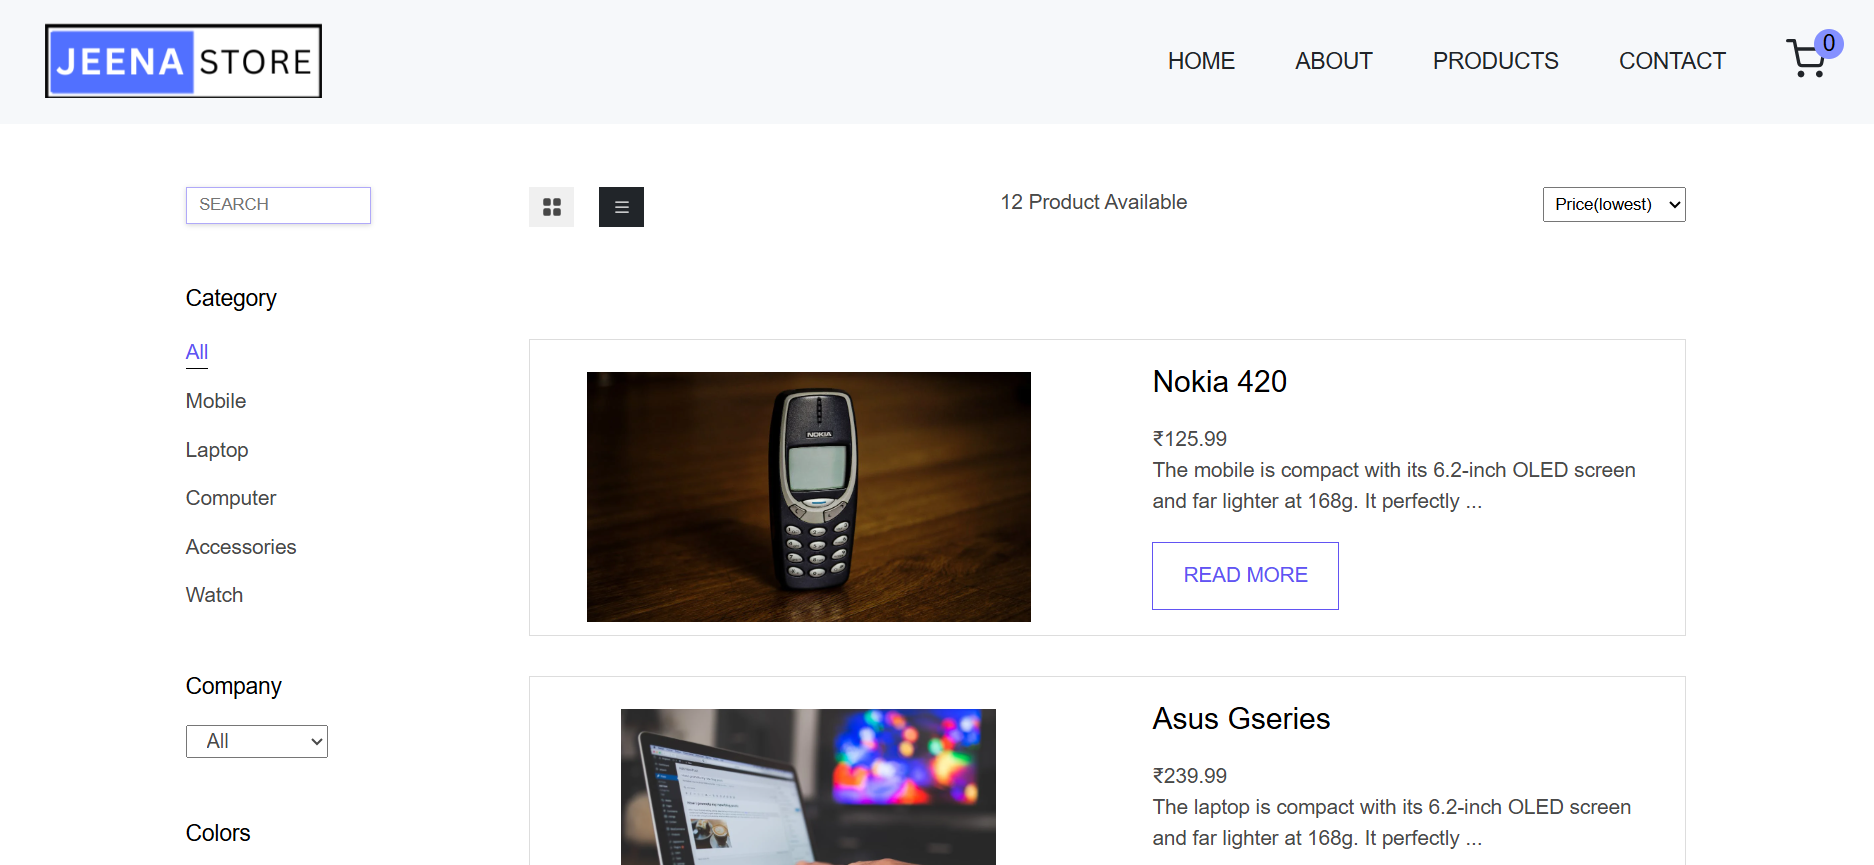 JEENA STORE
HOME
ABOUT
PRODUCTS
CONTACT
0
SEARCH
12 Product Available
Price(lowest)
Category
All
Mobile
Laptop
Computer
Accessories
Watch
Company
All
Colors
NOKIA
Nokia 420
₹125.99
The mobile is compact with its 6.2-inch OLED screen
and far lighter at 168g. It perfectly ...
READ MORE
Asus Gseries
₹239.99
The laptop is compact with its 6.2-inch OLED screen
and far lighter at 168g. It perfectly ...